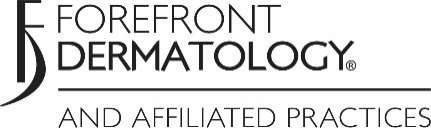 FOREFRONT
DERMATOLOGY®
AND AFFILIATED PRACTICES